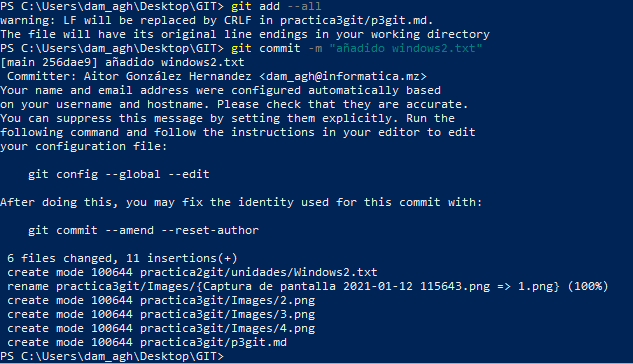 PS C:\Users\dam_agh\Desktop\GIT> git add --all
warning: LF will be replaced by CRLF in practica3git/p3git.md.
The file will have its original line endings in your working directory
PS C:\Users\dam_agh\Desktop\GIT> git commit -m "añadido windows2.txt"
[main 256dae9] añadido windows2.txt
 Committer: Aitor González Hernandez <dam_agh@informatica.mz>
Your name and email address were configured automatically based
on your username and hostname. Please check that they are accurate.
You can suppress this message by setting them explicitly. Run the
following command and follow the instructions in your editor to edit
your configuration file:

    git config --global --edit

After doing this, you may fix the identity used for this commit with:

    git commit --amend --reset-author

 6 files changed, 11 insertions(+)
 create mode 100644 practica2git/unidades/Windows2.txt
 rename practica3git/Images/{Captura de pantalla 2021-01-12 115643.png => 1.png} (100%)
 create mode 100644 practica3git/Images/2.png
 create mode 100644 practica3git/Images/3.png
 create mode 100644 practica3git/Images/4.png
 create mode 100644 practica3git/p3git.md
PS C:\Users\dam_agh\Desktop\GIT>